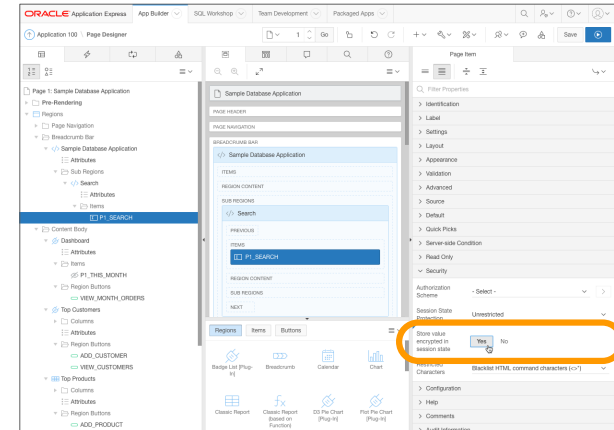 ORACLE Application Express App Builder SQL Workshop Team Development Packaged Apps
Application 100 \ Page Designer 1 Go Save
Page Item
Filter Properties
Page 1: Sample Database Application
Pre-Rendering
Regions
Page Navigation
Breadcrumb Bar
Sample Database Application
Attributes
Sub Regions
Search
Attributes
Items
P1_SEARCH
Content Body
Dashboard
Attributes
Items
P1_THIS_MONTH
Region Buttons
VIEW_MONTH_ORDERS
Top Customers
Columns
Attributes
Region Buttons
ADD_CUSTOMER
VIEW_CUSTOMERS
Top Products
Columns
Attributes
Region Buttons
ADD_PRODUCT
Sample Database Application
PAGE HEADER
PAGE NAVIGATION
BREADCRUMB BAR
Sample Database Application
ITEMS
REGION CONTENT
SUB REGIONS
Search
PREVIOUS
ITEMS
P1_SEARCH
REGION CONTENT
SUB REGIONS
NEXT
Regions Items Buttons
Badge List [Plug-
in]
Breadcrumb
Calendar
Chart
Classic Report
Classic Report
(based on
Function)
D3 Pie Chart
[Plug-in]
Flot Pie Chart
[Plug-in]
Identification
Label
Settings
Layout
Appearance
Validation
Advanced
Source
Default
Quick Picks
Server-side Condition
Read Only
Security
Authorization
Scheme
- Select -
Session State
Protection
Unrestricted
Store value
encrypted in
session state
Yes No
Restricted
Characters
Blacklist HTML command characters (<>")
Configuration
Help
Comments
Audit Information